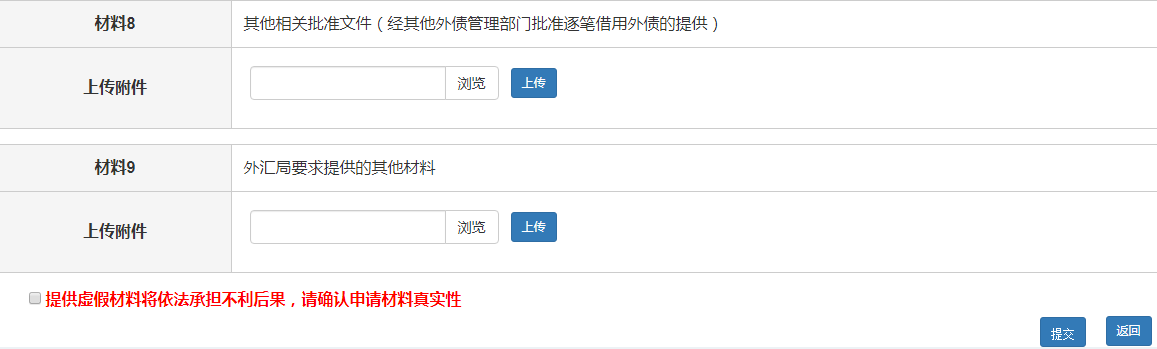 材料8
其他相关批准文件（经其他外债管理部门批准逐笔借用外债的提供）
上传附件
浏览
上传
材料9
外汇局要求提供的其他材料
上传附件
浏览
上传
提供虚假材料将依法承担不利后果，请确认申请材料真实性
提交
返回